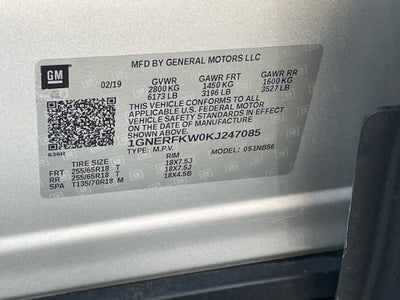 MFD BY GENERAL MOTORS LLC
GM
02/19 GVWR GAWR FRT GAWR RR
2800 KG 1450 KG 1600 KG
6173 LB 3196 LB 3527 LB
THIS VEHICLE CONFORMS TO ALL
APPLICABLE U.S. FEDERAL MOTOR
VEHICLE SAFETY STANDARDS IN
EFFECT ON THE DATE OF MANUFACTURE
SHOWN ABOVE.
1GNERFKW0KJ247085
TYPE: M.P.V. MODEL: 051NB56
TIRE SIZE RIM
FRT 255/65R18 T 18X7.5J
RR 255/65R18 T 18X7.5J
SPA T135/70R18 M 18X4.5B